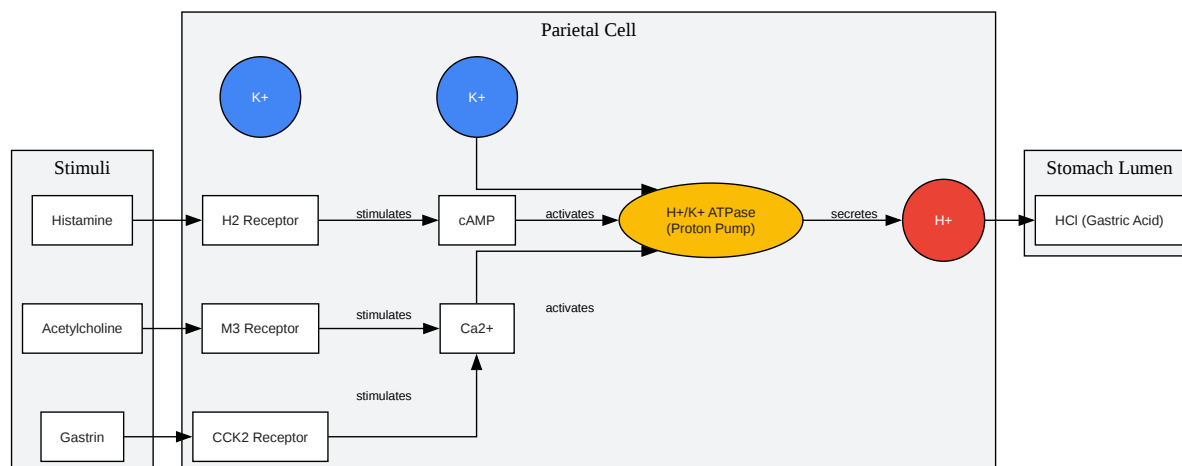 Parietal Cell
K+
K+
Stimuli
Stomach Lumen
Histamine
H2 Receptor
stimulates
cAMP
activates
H+/K+ ATPase
(Proton Pump)
secretes
H+
HCl (Gastric Acid)
Acetylcholine
M3 Receptor
stimulates
Ca2+
activates
stimulates
Gastrin
CCK2 Receptor